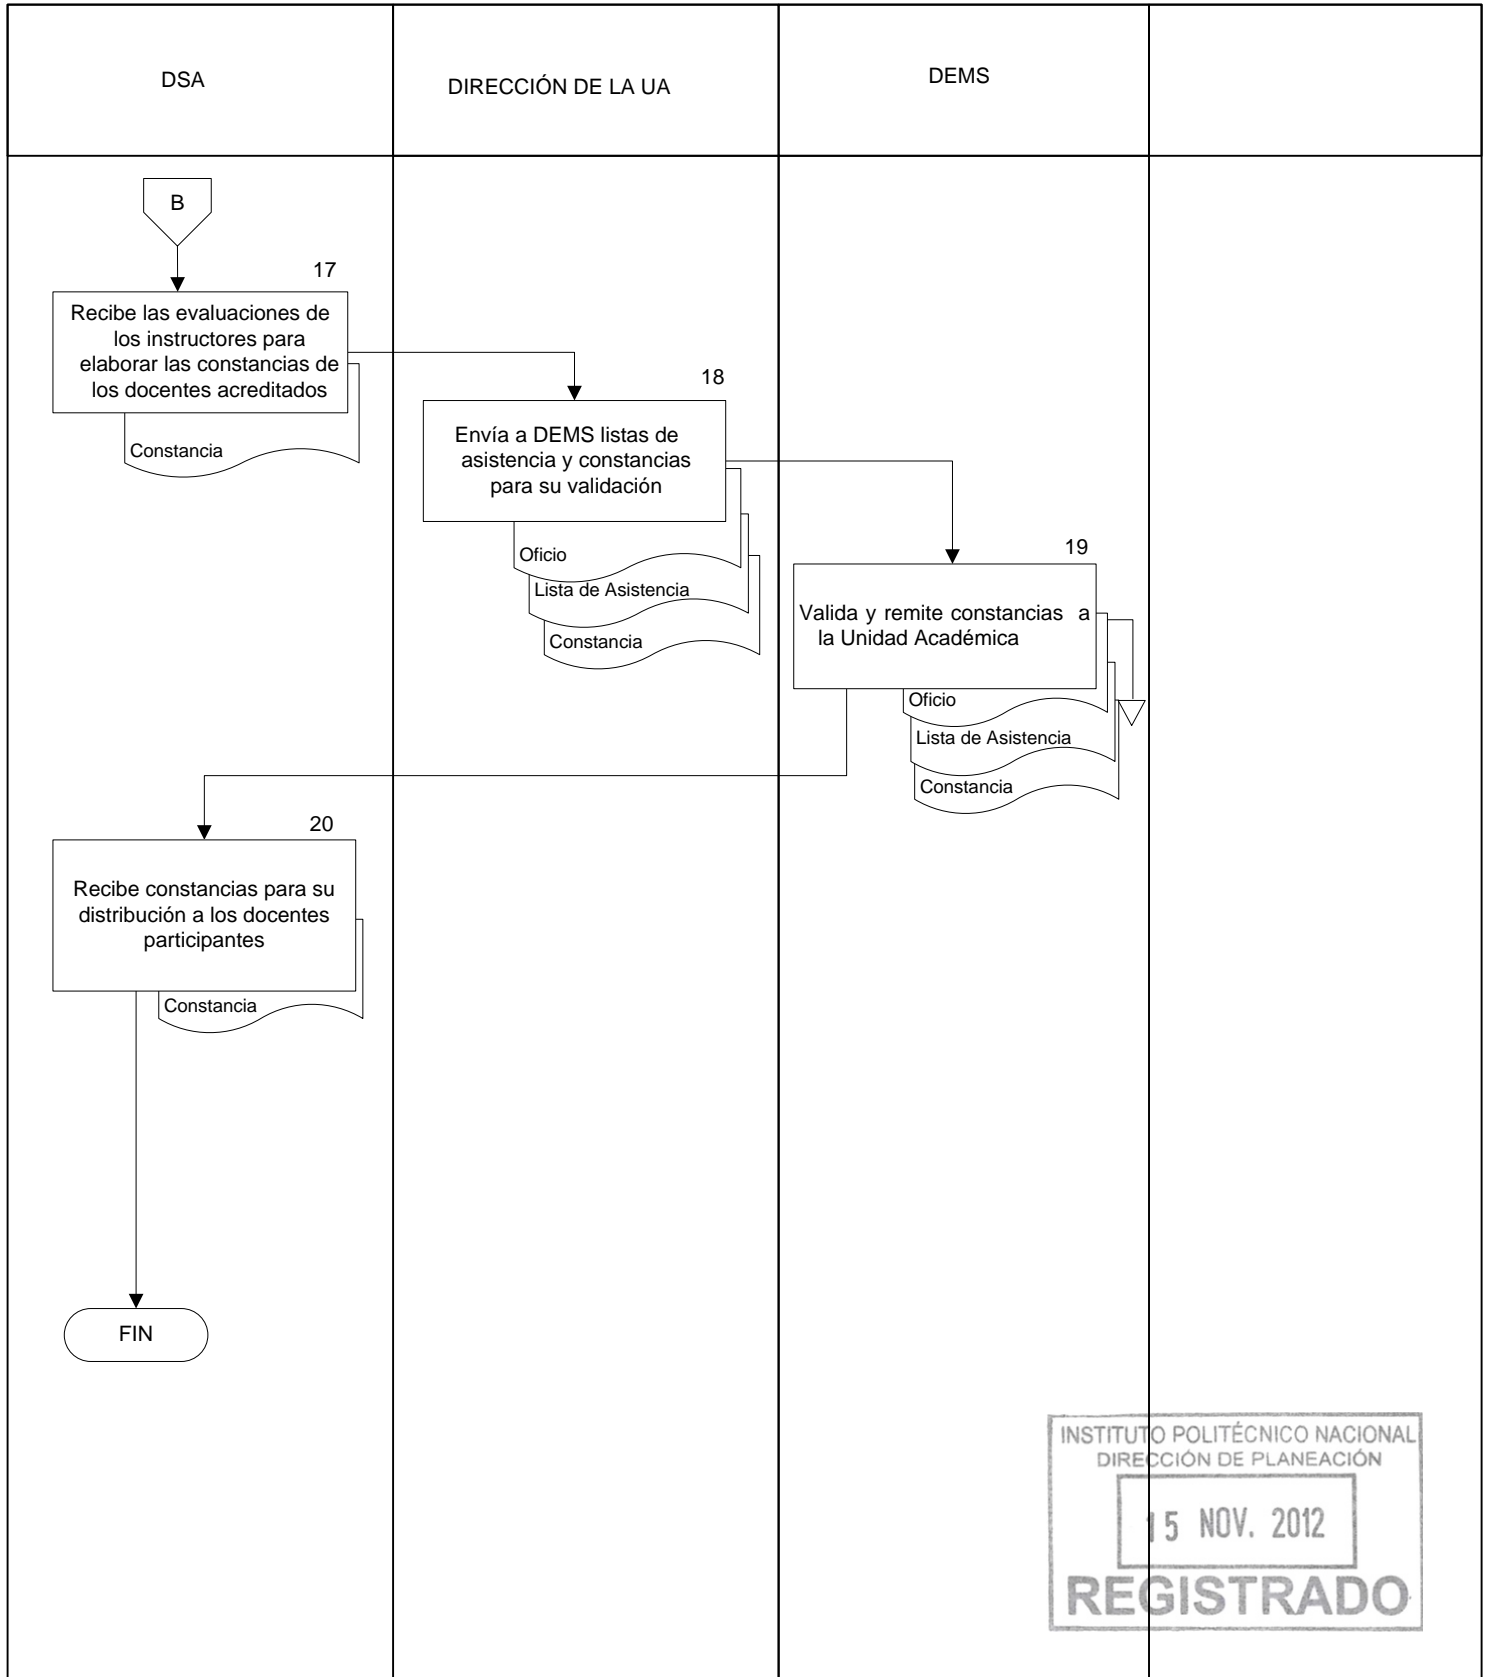 DSA
DIRECCIÓN DE LA UA
DEMS
B
17
Recibe las evaluaciones de
los instructores para
elaborar las constancias de
los docentes acreditados
Constancia
18
Envía a DEMS listas de
asistencia y constancias
para su validación
Oficio
Lista de Asistencia
Constancia
19
Valida y remite constancias a
la Unidad Académica
Oficio
Lista de Asistencia
Constancia
20
Recibe constancias para su
distribución a los docentes
participantes
Constancia
FIN
INSTITUTO POLITÉCNICO NACIONAL
DIRECCIÓN DE PLANEACIÓN
15 NOV. 2012
REGISTRADO